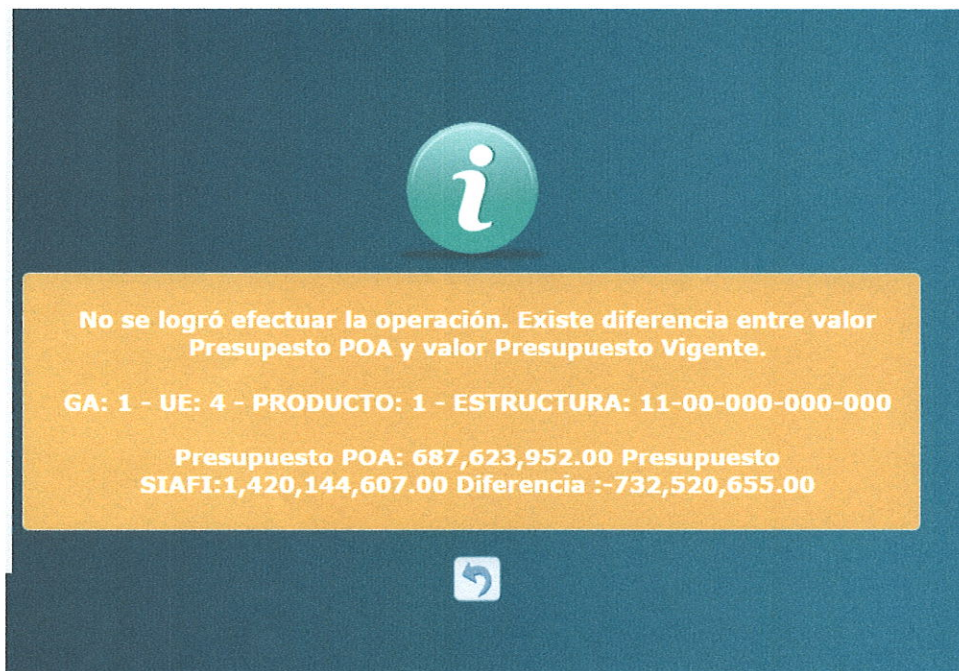 No se logró efectuar la operación. Existe diferencia entre valor
Presupesto POA y valor Presupuesto Vigente.
GA: 1 - UE: 4 - PRODUCTO: 1 - ESTRUCTURA: 11-00-000-000-000
Presupuesto POA: 687,623,952.00 Presupuesto
SIAFI:1,420,144,607.00 Diferencia :-732,520,655.00